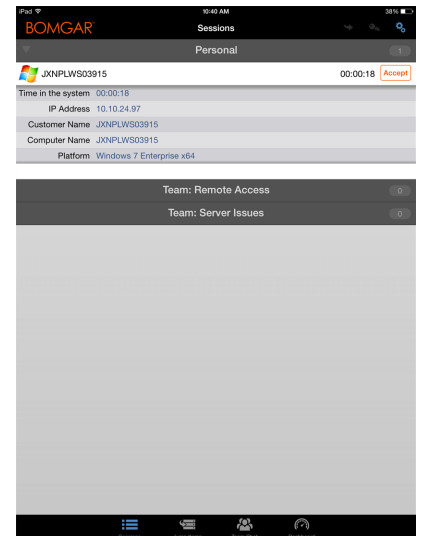 iPad 10:40 AM 38%
BOMGAR Sessions
Personal 1
JXNPLWS03915 00:00:18 Accept
Time in the system 00:00:18
IP Address 10.10.24.97
Customer Name JXNPLWS03915
Computer Name JXNPLWS03915
Platform Windows 7 Enterprise x64
Team: Remote Access 0
Team: Server Issues 0